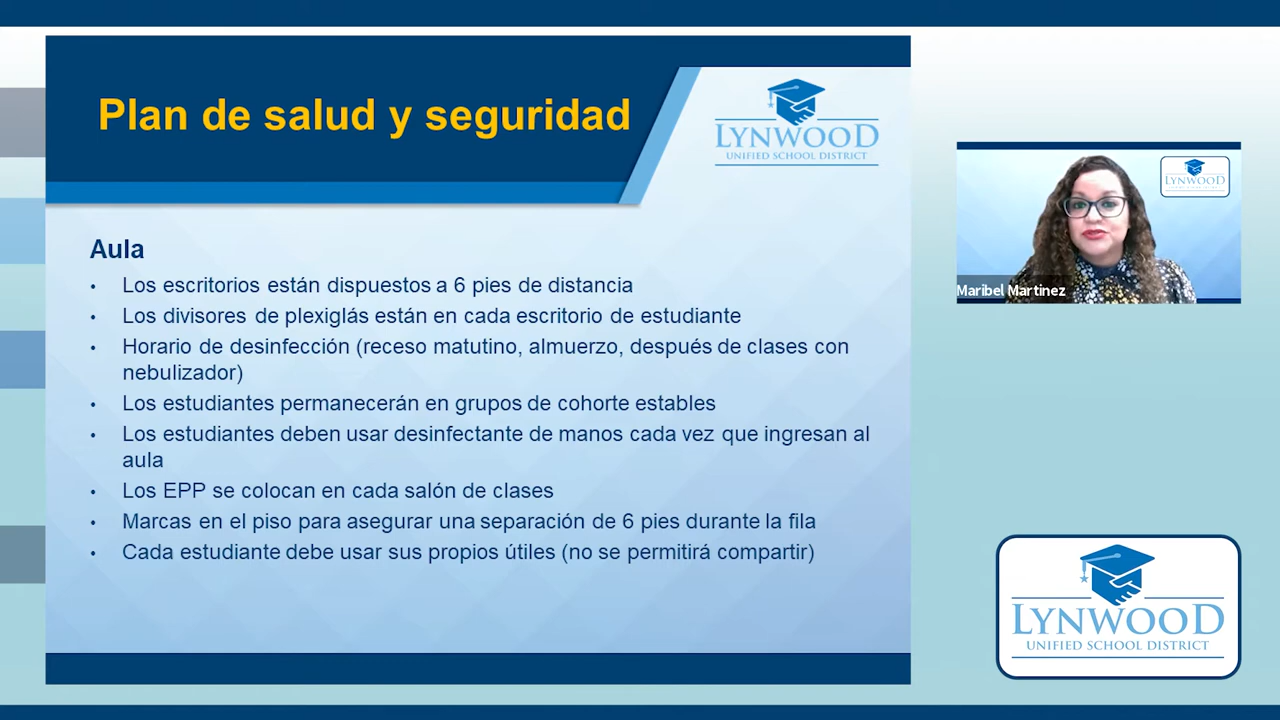 Plan de salud y seguridad
LYNWOOD
UNIFIED SCHOOL DISTRICT
Aula
• Los escritorios están dispuestos a 6 pies de distancia
• Los divisores de plexiglás están en cada escritorio de estudiante
• Horario de desinfección (receso matutino, almuerzo, después de clases con
nebulizador)
• Los estudiantes permanecerán en grupos de cohorte estables
• Los estudiantes deben usar desinfectante de manos cada vez que ingresan al
aula
• Los EPP se colocan en cada salón de clases
• Marcas en el piso para asegurar una separación de 6 pies durante la fila
• Cada estudiante debe usar sus propios útiles (no se permitirá compartir)
LYNWOOD
Maribel Martinez
LYNWOOD
UNIFIED SCHOOL DISTRICT